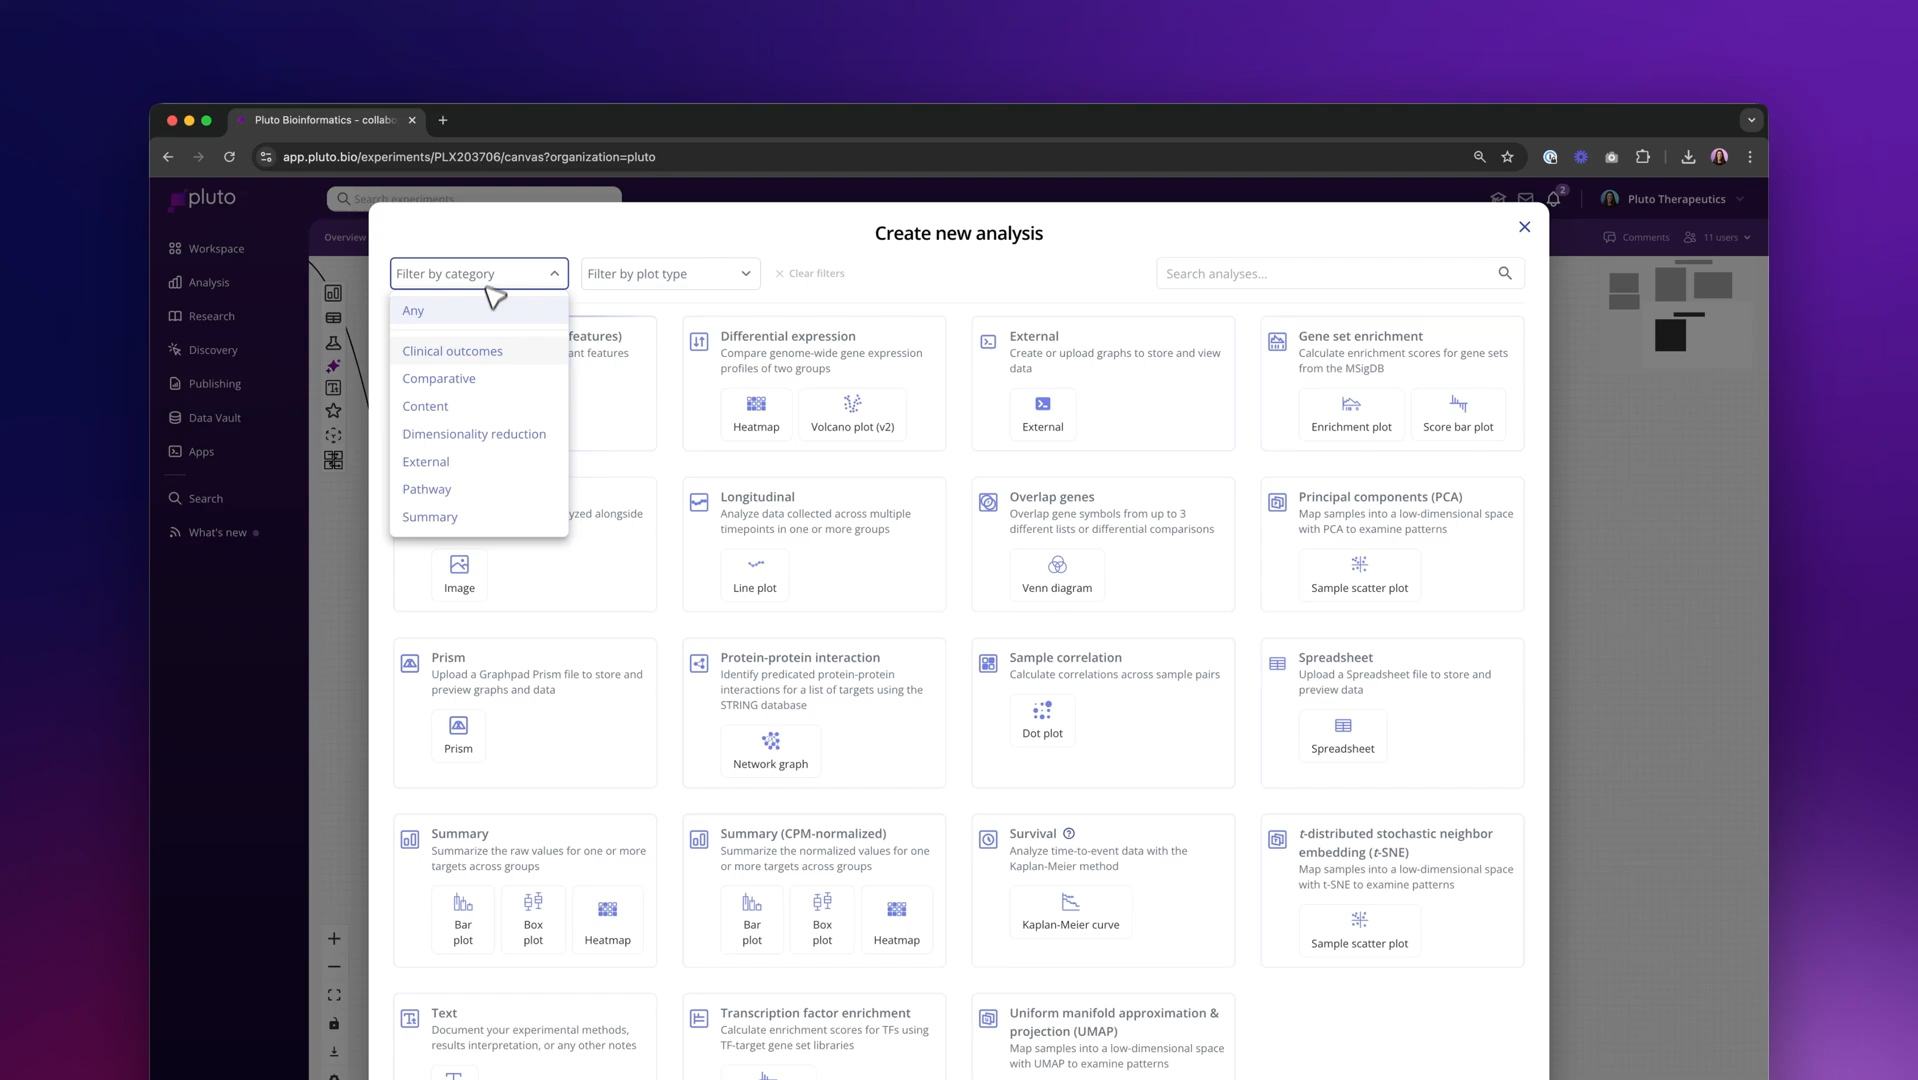 Pluto Bioinformatics - collabo
app.pluto.bio/experiments/PLX203706/canvas?organization=pluto
pluto
Search experiments
2
Pluto Therapeutics
Workspace
Analysis
Research
Discovery
Publishing
Data Vault
Apps
Search
What's new
Overview
Comments
11 users
Create new analysis
Filter by category
Filter by plot type
Clear filters
Search analyses...
Any
Clinical outcomes
Comparative
Content
Dimensionality reduction
External
Pathway
Summary
features)
ant features
Differential expression
Compare genome-wide gene expression
profiles of two groups
Heatmap
Volcano plot (v2)
External
Create or upload graphs to store and view
data
External
Gene set enrichment
Calculate enrichment scores for gene sets
from the MSigDB
Enrichment plot
Score bar plot
yzed alongside
Image
Longitudinal
Analyze data collected across multiple
timepoints in one or more groups
Line plot
Overlap genes
Overlap gene symbols from up to 3
different lists or differential comparisons
Venn diagram
Principal components (PCA)
Map samples into a low-dimensional space
with PCA to examine patterns
Sample scatter plot
Prism
Upload a Graphpad Prism file to store and
preview graphs and data
Prism
Protein-protein interaction
Identify predicated protein-protein
interactions for a list of targets using the
STRING database
Network graph
Sample correlation
Calculate correlations across sample pairs
Dot plot
Spreadsheet
Upload a Spreadsheet file to store and
preview data
Spreadsheet
Summary
Summarize the raw values for one or more
targets across groups
Bar
plot
Box
plot
Heatmap
Summary (CPM-normalized)
Summarize the normalized values for one
or more targets across groups
Bar
plot
Box
plot
Heatmap
Survival
Analyze time-to-event data with the
Kaplan-Meier method
Kaplan-Meier curve
t-distributed stochastic neighbor
embedding (t-SNE)
Map samples into a low-dimensional space
with t-SNE to examine patterns
Sample scatter plot
Text
Document your experimental methods,
results interpretation, or any other notes
Transcription factor enrichment
Calculate enrichment scores for TFs using
TF-target gene set libraries
Uniform manifold approximation &
projection (UMAP)
Map samples into a low-dimensional space
with UMAP to examine patterns